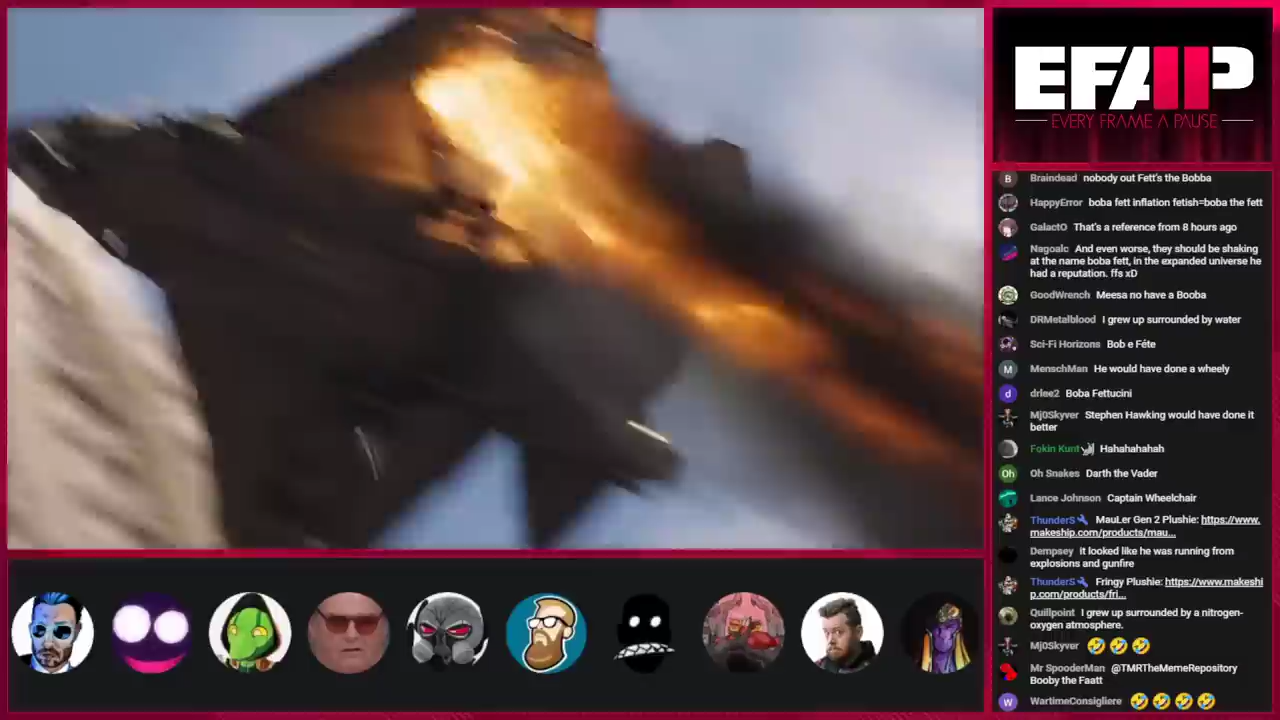 EFAP
EVERY FRAME A PAUSE
B Braindead nobody out Fett's the Bobba
HappyError boba fett inflation fetish=boba the fett
GalactO That's a reference from 8 hours ago
Nagoalc And even worse, they should be shaking
at the name boba fett, in the expanded universe he
had a reputation. ffs xD
GoodWrench Meesa no have a Booba
DRMetalblood I grew up surrounded by water
Sci-Fi Horizons Bob e Féte
M MenschMan He would have done a wheely
d drlee2 Boba Fettucini
Mj0Skyver Stephen Hawking would have done it
better
Fokin Kunt Hahahahahah
Oh Oh Snakes Darth the Vader
Lance Johnson Captain Wheelchair
ThunderS MauLer Gen 2 Plushie: https://www.
makeship.com/products/mau...
Dempsey it looked like he was running from
explosions and gunfire
ThunderS Fringy Plushie: https://www.makeshi
p.com/products/fri...
Quillpoint I grew up surrounded by a nitrogen-
oxygen atmosphere.
Mj0Skyver 🤣 🤣 🤣
Mr SpooderMan @TMRTheMemeRepository
Booby the Faatt
W WartimeConsigliere 🤣 🤣 🤣 🤣